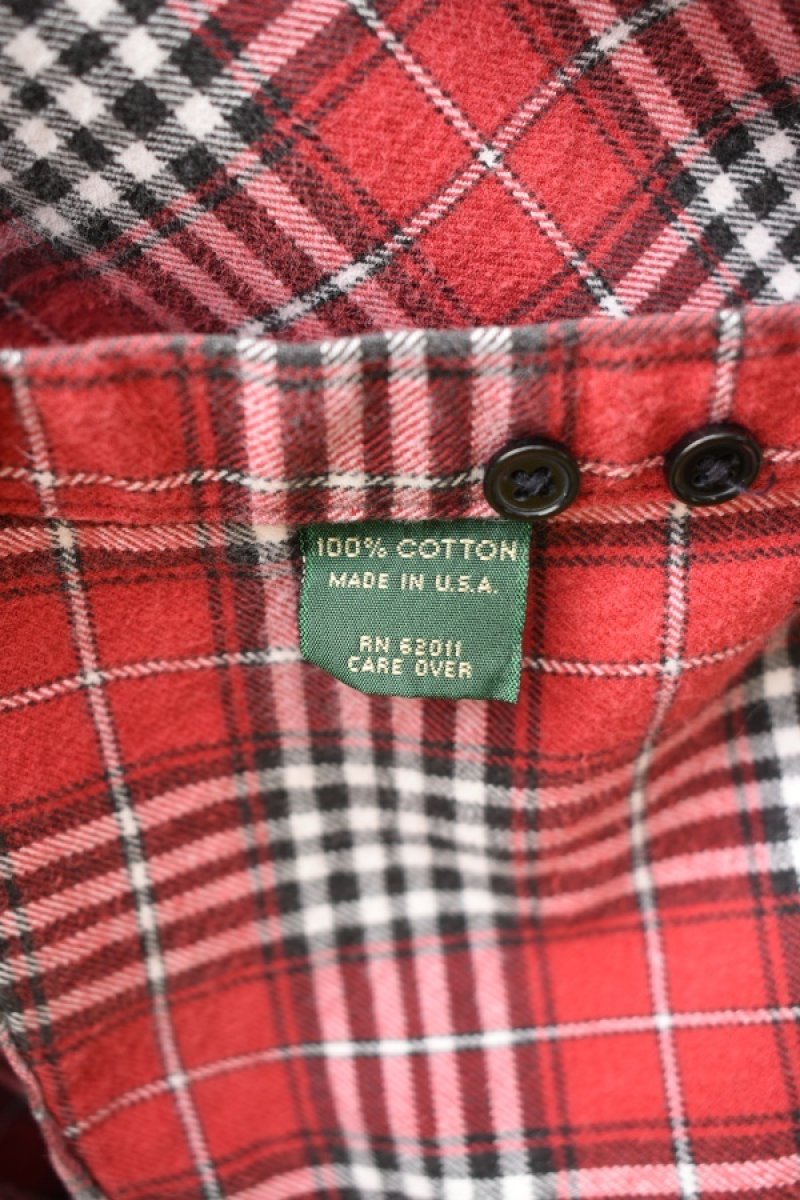 100% COTTON
MADE IN U.S.A.
RN 62011
CARE OVER